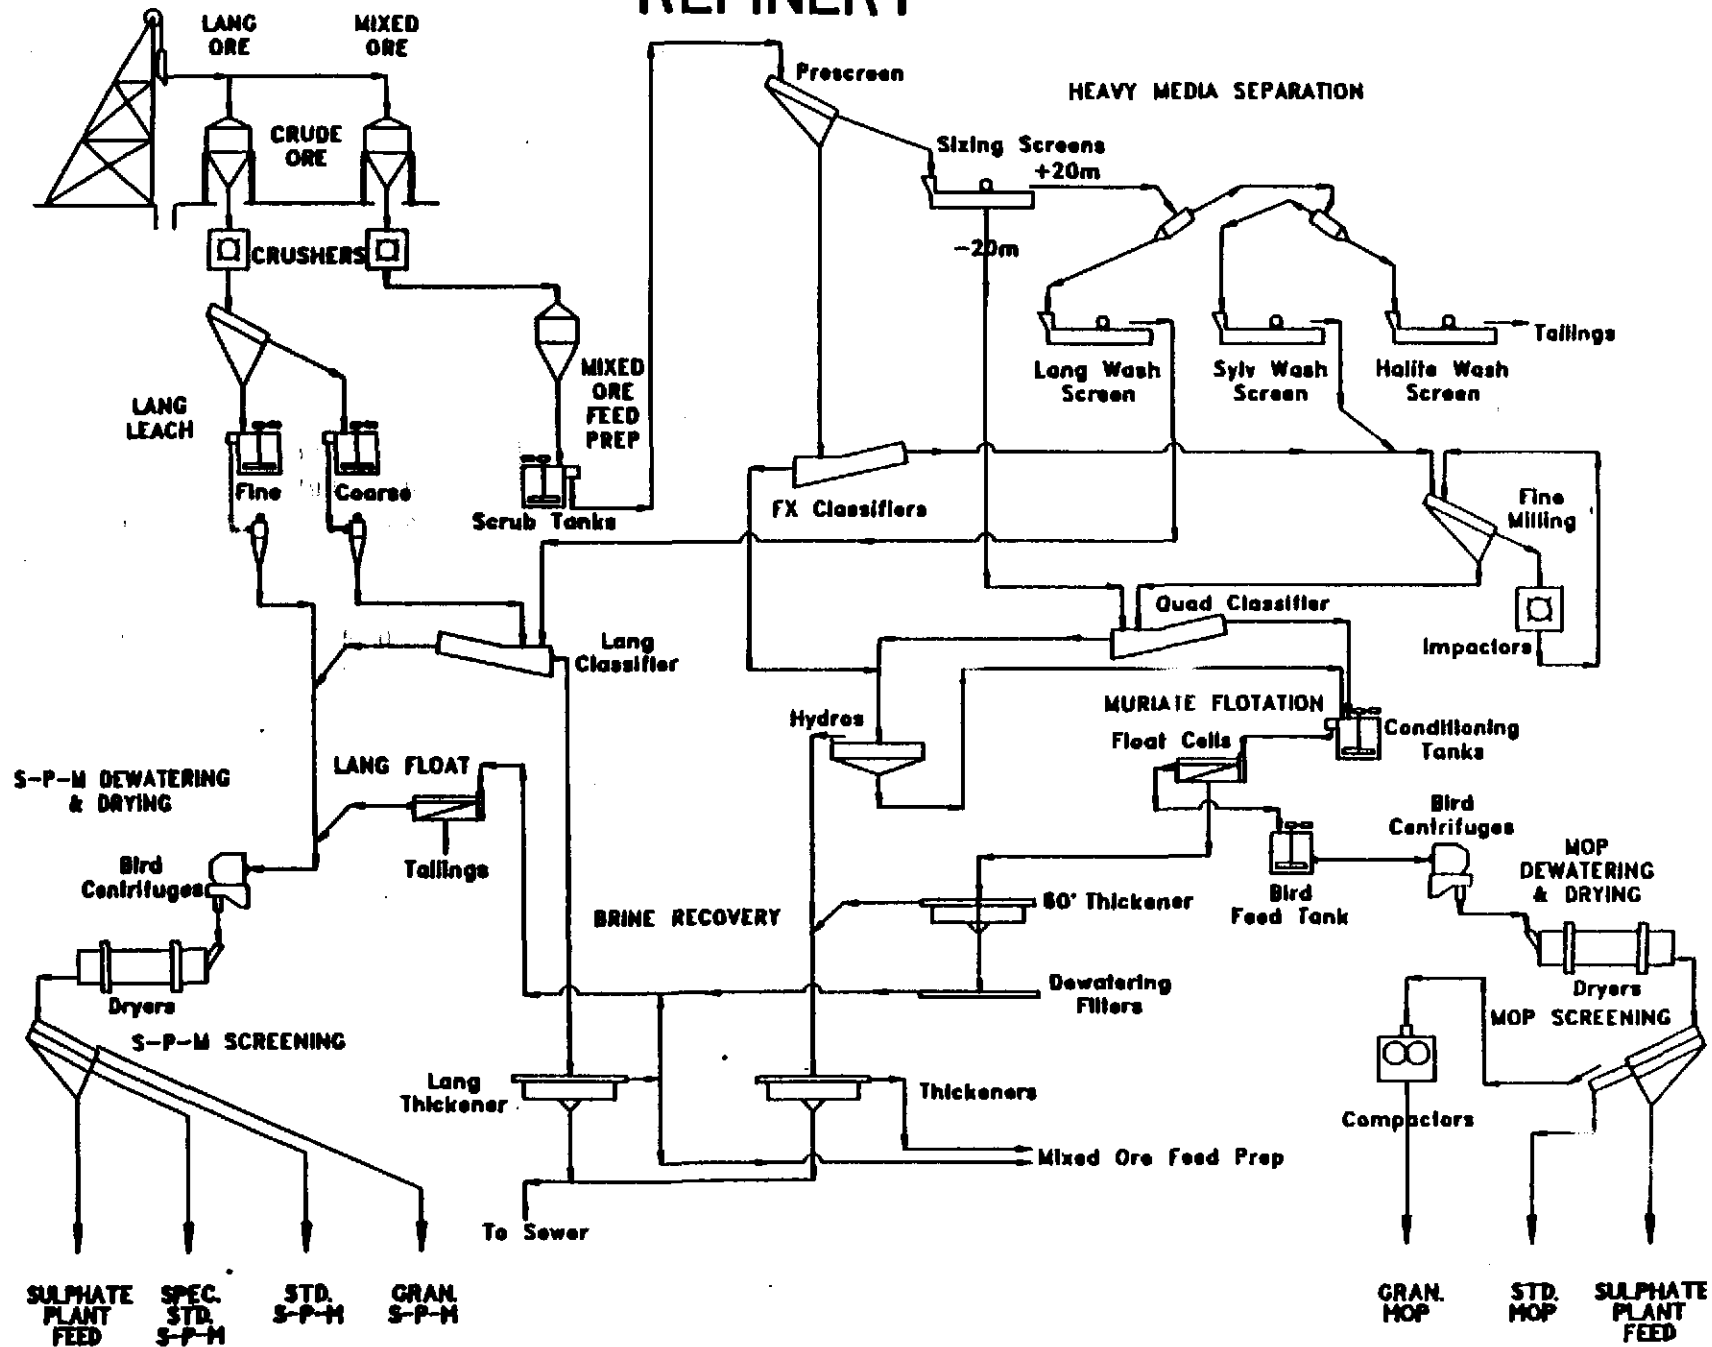 REFINERY
LANG
ORE
MIXED
ORE
CRUDE
ORE
Prescreen
HEAVY MEDIA SEPARATION
Sizing Screens
+20m
-20m
CRUSHERS
MIXED
ORE
FEED
PREP
LANG
LEACH
Fine
Coarse
Scrub Tanks
Lang Wash
Screen
Sylv Wash
Screen
Halite Wash
Screen
Tailings
FX Classifiers
Fine
Milling
Impactors
Quad Classifier
Lang
Classifier
Hydros
MURIATE FLOTATION
Float Cells
Conditioning
Tanks
S-P-M DEWATERING
& DRYING
LANG FLOAT
Tailings
Bird
Centrifuges
Bird
Centrifuges
MOP
DEWATERING
& DRYING
Bird
Feed Tank
60' Thickener
BRINE RECOVERY
Dewatering
Filters
Dryers
Dryers
S-P-M SCREENING
MOP SCREENING
Lang
Thickener
Thickeners
Compactors
Mixed Ore Feed Prep
To Sewer
SULPHATE
PLANT
FEED
SPEC.
STD.
S-P-M
STD.
S-P-M
GRAN.
S-P-M
GRAN.
MOP
STD.
MOP
SULPHATE
PLANT
FEED